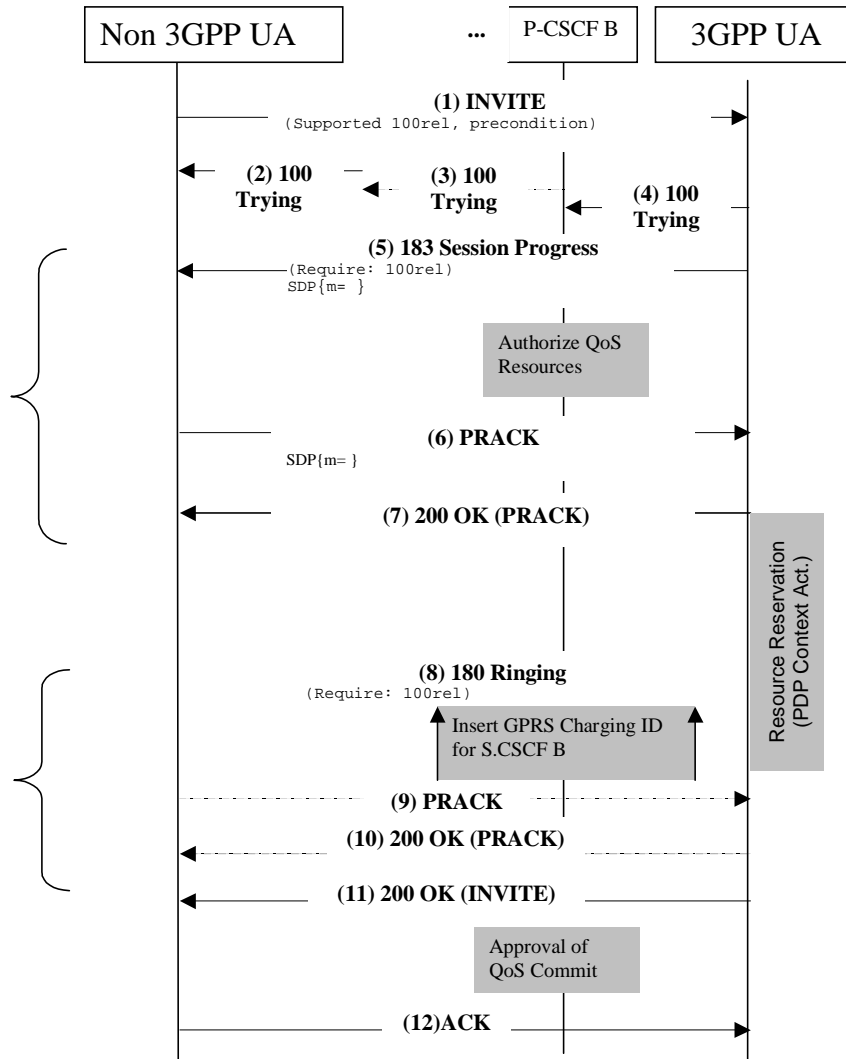 Non 3GPP UA
...
P-CSCF B
3GPP UA
(1) INVITE
(Supported 100rel, precondition)
(2) 100
Trying
(3) 100
Trying
(4) 100
Trying
(5) 183 Session Progress
(Require: 100rel)
SDP{m= }
Authorize QoS
Resources
(6) PRACK
SDP{m= }
(7) 200 OK (PRACK)
Resource Reservation
(PDP Context Act.)
(8) 180 Ringing
(Require: 100rel)
Insert GPRS Charging ID
for S.CSCF B
(9) PRACK
(10) 200 OK (PRACK)
(11) 200 OK (INVITE)
Approval of
QoS Commit
(12)ACK